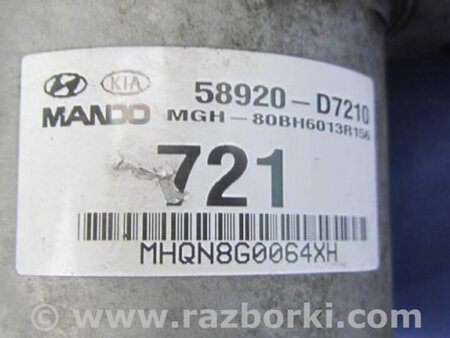 KIA 58920-D7210
MANDO MGH-80BH6013R156
721
MHQN8G0064XH
www.razborki.com